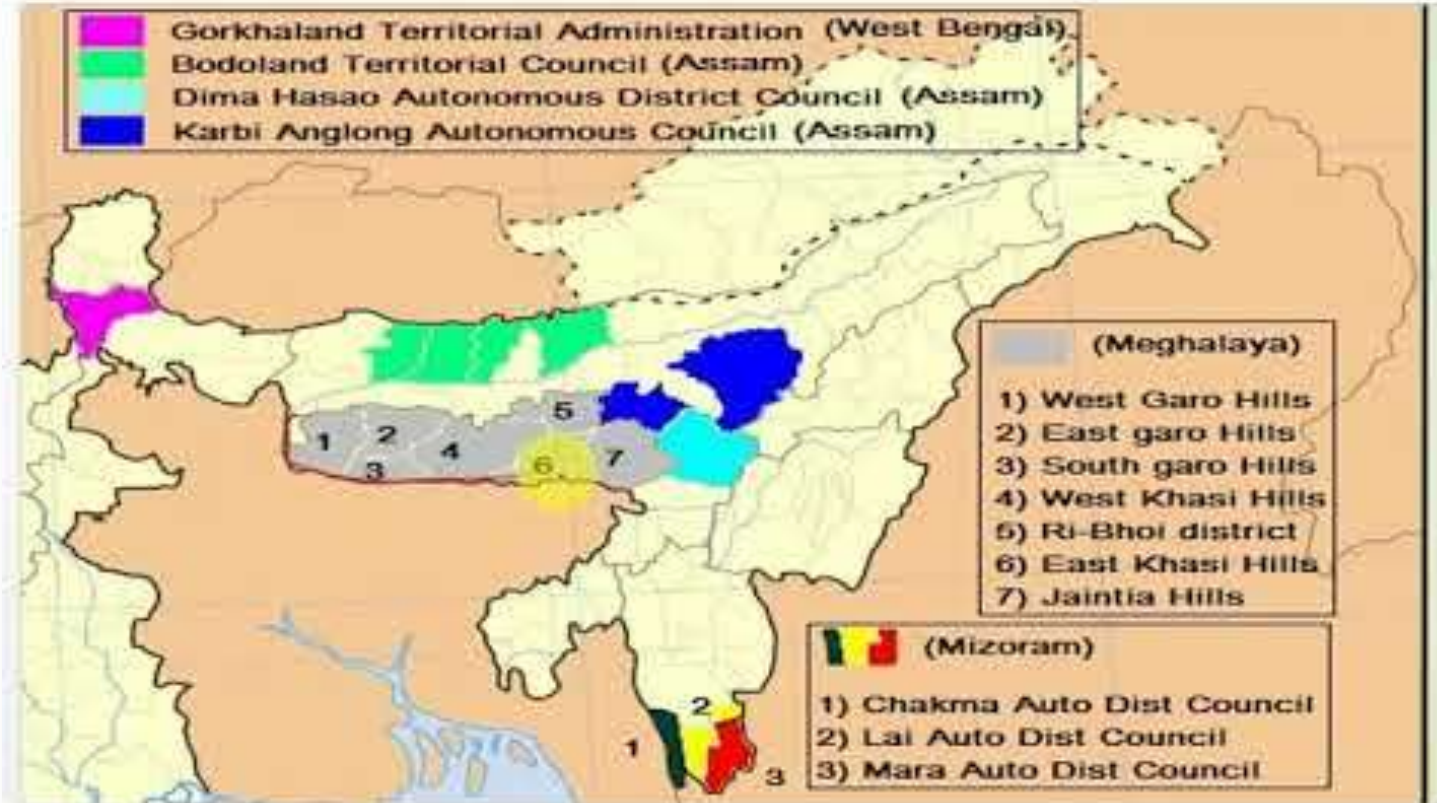 Gorkhaland Territorial Administration (West Bengal)
Bodoland Territorial Council (Assam)
Dima Hasao Autonomous District Council (Assam)
Karbi Anglong Autonomous Council (Assam)
(Meghalaya)
1) West Garo Hills
2) East garo Hills
3) South garo Hills
4) West Khasi Hills
5) Ri-Bhoi district
6) East Khasi Hills
7) Jaintia Hills
5
1 2 4 6 7
3
(Mizoram)
1) Chakma Auto Dist Council
2) Lai Auto Dist Council
3) Mara Auto Dist Council
2
1
3